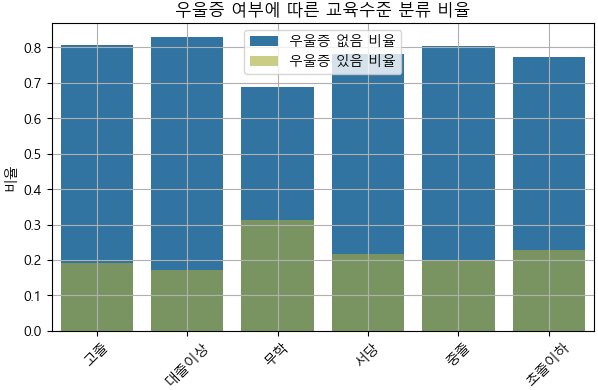 우울증 여부에 따른 교육수준 분류 비율
우울증 없음 비율
우울증 있음 비율
비율
0.8
0.7
0.6
0.5
0.4
0.3
0.2
0.1
0.0
고졸
대졸이상
무학
서당
중졸
초졸이하